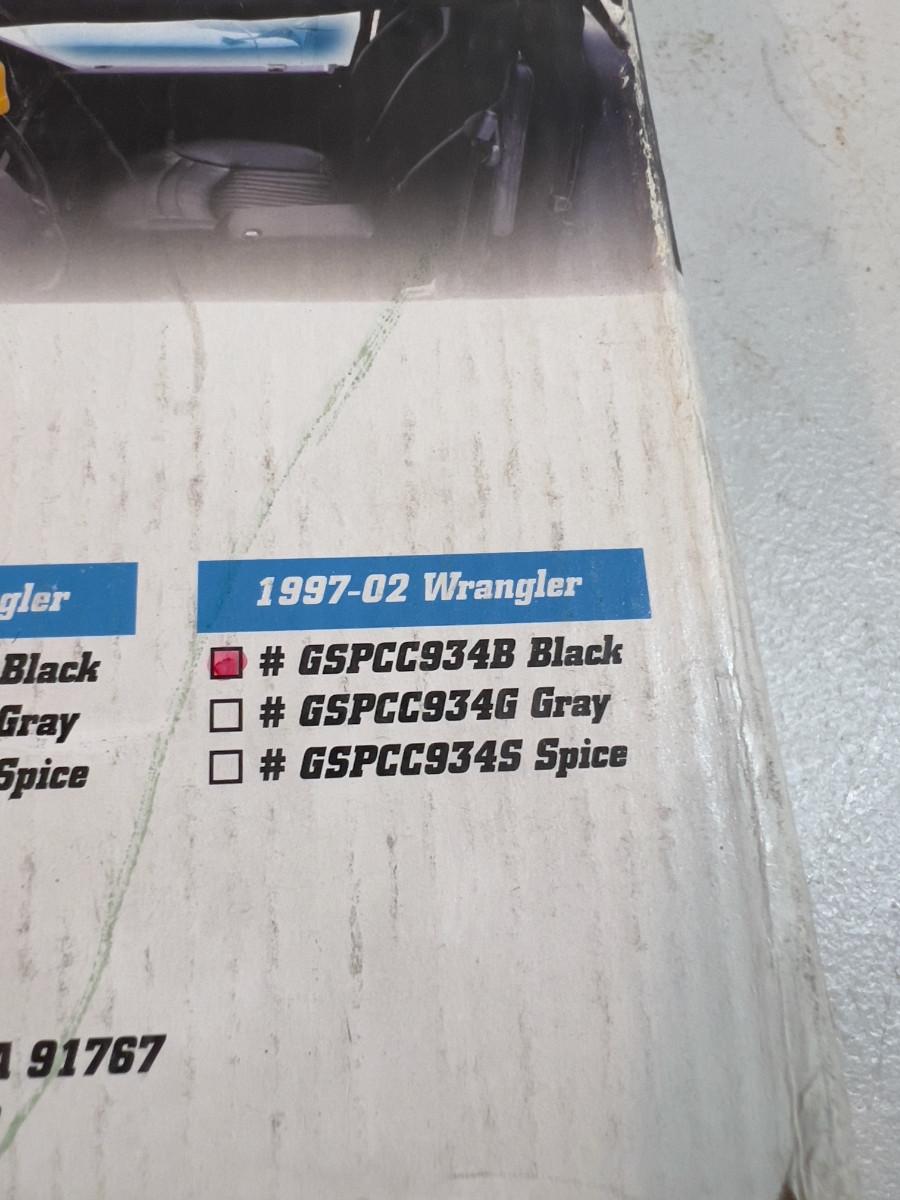 gler
Black
Gray
Spice
1997-02 Wrangler
# GSPCC934B Black
# GSPCC934G Gray
# GSPCC934S Spice
A 91767